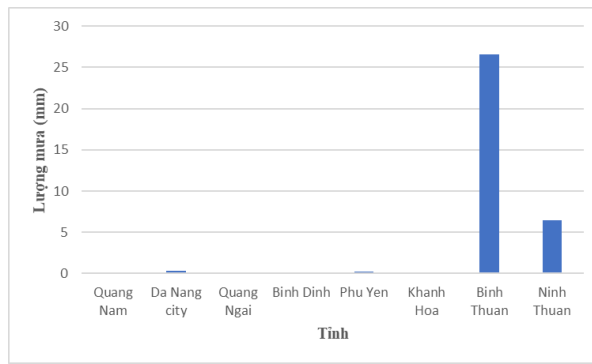 30
25
20
15
10
5
0
Lượng mưa (mm)
Quang Nam
Da Nang city
Quang Ngai
Binh Dinh
Phu Yen
Khanh Hoa
Binh Thuan
Ninh Thuan
Tỉnh